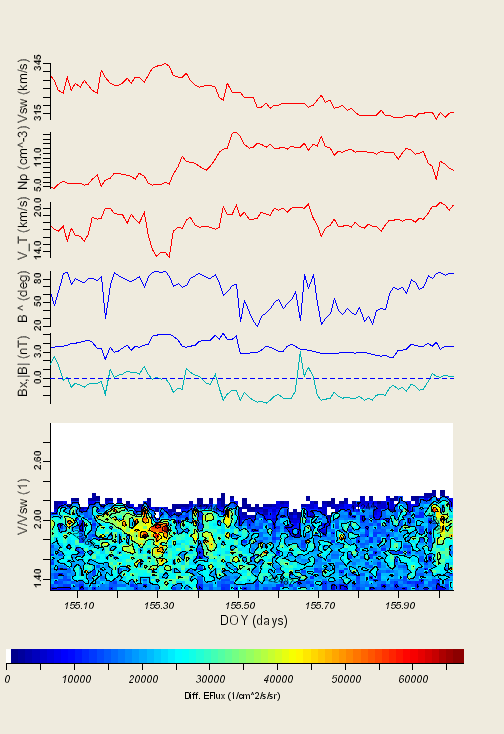 345
315
Vsw (km/s)
11.0
5.0
Np (cm^-3)
20.0
14.0
V_T (km/s)
80
50
20
B ^ (deg)
3.0
0.0
Bx,|B| (nT)
2.60
2.00
1.40
V/Vsw (1)
155.10 155.30 155.50 155.70 155.90
DOY (days)
0 10000 20000 30000 40000 50000 60000
Diff. EFlux (1/cm^2/s/sr)